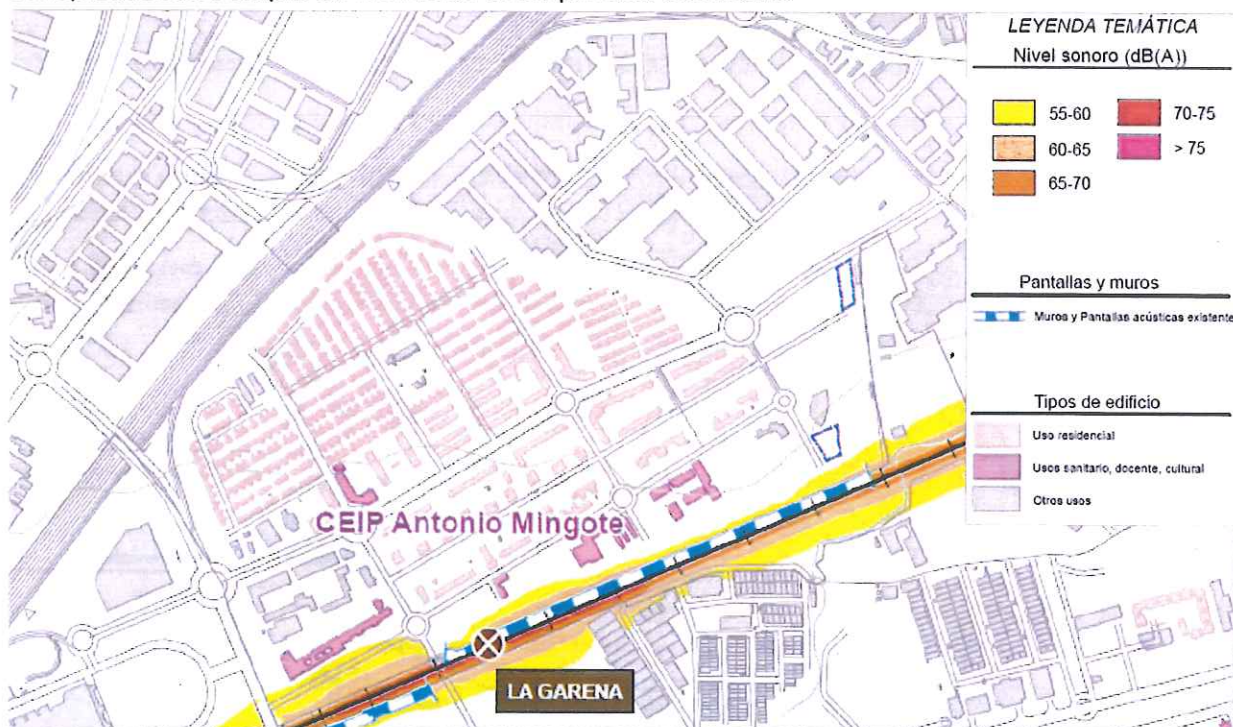 LEYENDA TEMÁTICA
Nivel sonoro (dB(A))
55-60
70-75
60-65
> 75
65-70
Pantallas y muros
Muros y Pantallas acústicas existente
Tipos de edificio
Uso residencial
Usos sanitario, docente, cultural
Otros usos
CEIP Antonio Mingote
LA GARENA